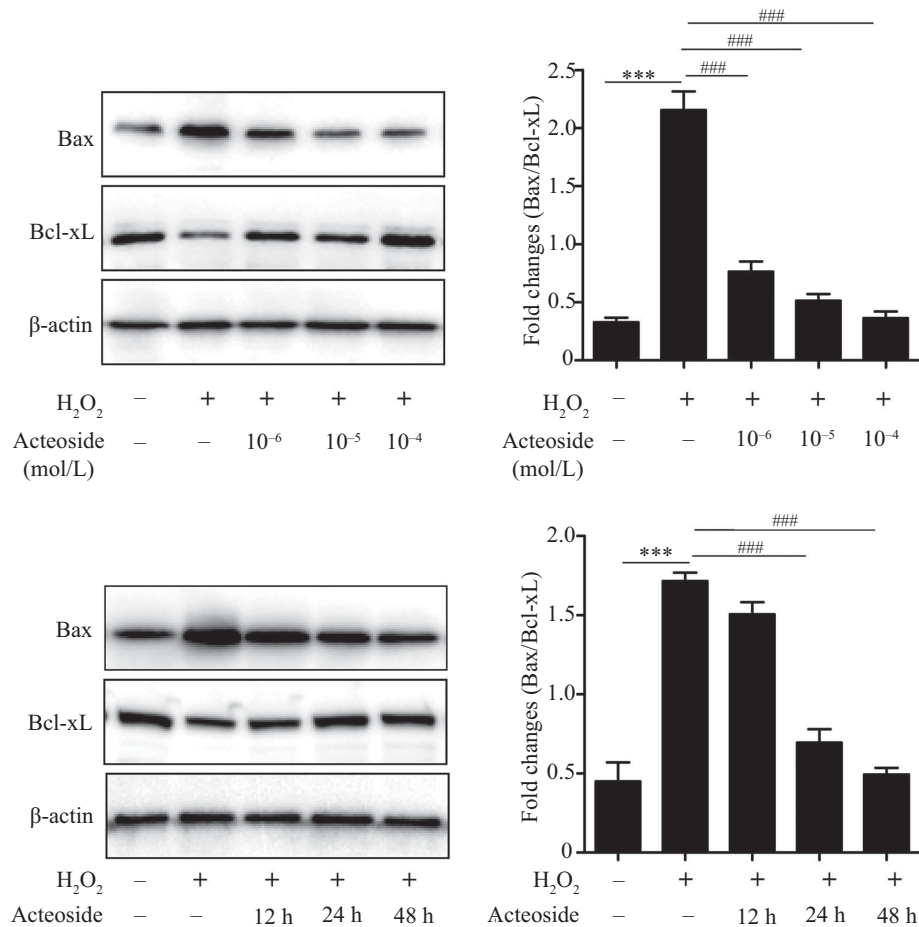 Bax
Bcl-xL
β-actin
H₂O₂ – + + + +
Acteoside – – 10⁻⁶ 10⁻⁵ 10⁻⁴
(mol/L)
###
###
*** ###
Fold changes (Bax/Bcl-xL)
2.5
2.0
1.5
1.0
0.5
0
H₂O₂ – + + + +
Acteoside – – 10⁻⁶ 10⁻⁵ 10⁻⁴
(mol/L)
Bax
Bcl-xL
β-actin
H₂O₂ – + + + +
Acteoside – – 12 h 24 h 48 h
###
*** ###
Fold changes (Bax/Bcl-xL)
2.0
1.5
1.0
0.5
0
H₂O₂ – + + + +
Acteoside – – 12 h 24 h 48 h